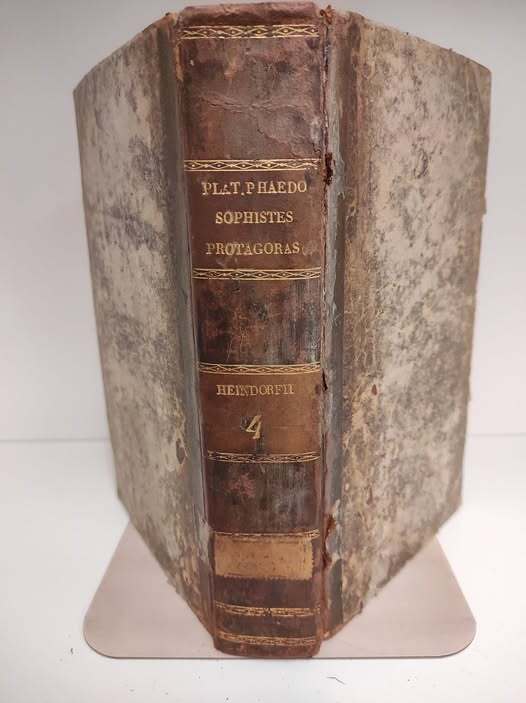 PLAT. PHAEDO
SOPHISTES
PROTAGORAS
HEINDORFII
4